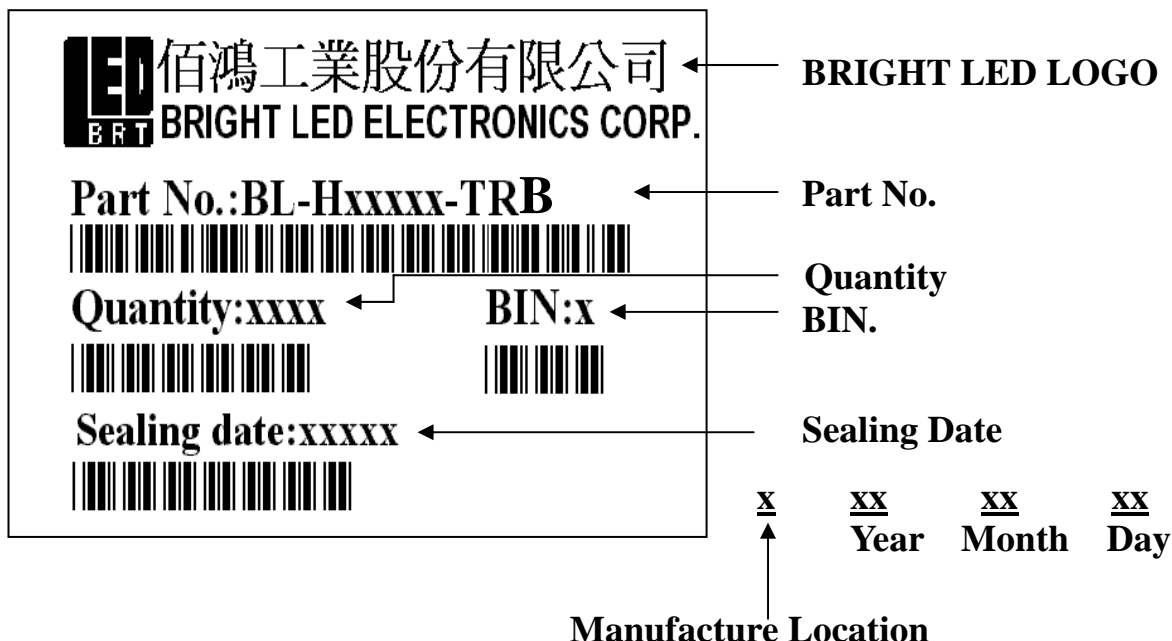 LED
BRT
佰鴻工業股份有限公司
BRIGHT LED ELECTRONICS CORP.
BRIGHT LED LOGO
Part No.:BL-Hxxxxx-TRB
Part No.
Quantity:xxxx
BIN:x
Quantity
BIN.
Sealing date:xxxxx
Sealing Date
x xx xx xx
Year Month Day
Manufacture Location